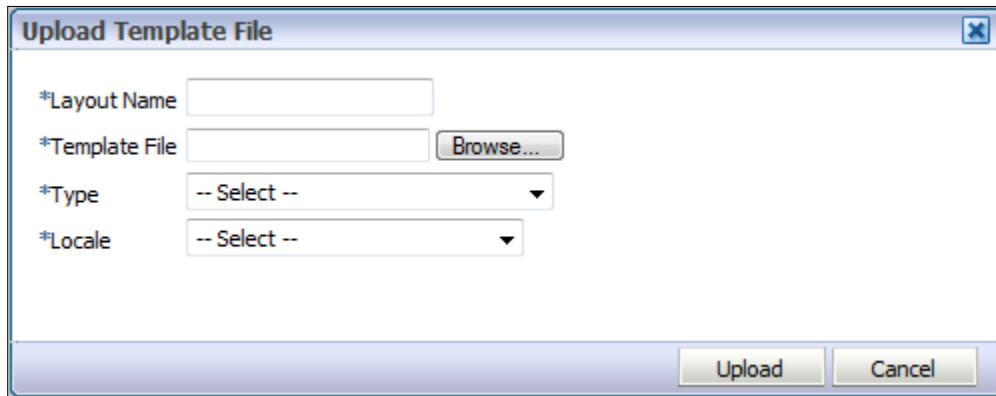 Upload Template File
*Layout Name
*Template File Browse...
*Type -- Select --
*Locale -- Select --
Upload Cancel